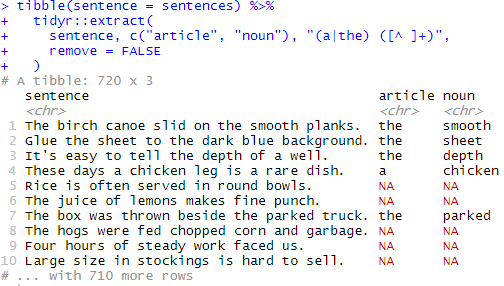 > tibble(sentence = sentences) %>%
+   tidyr::extract(
+     sentence, c("article", "noun"), "(a|the) ([^ ]+)",
+     remove = FALSE
+   )
# A tibble: 720 x 3
   sentence                                    article noun
   <chr>                                       <chr>   <chr>
 1 The birch canoe slid on the smooth planks.  the     smooth
 2 Glue the sheet to the dark blue background. the     sheet
 3 It's easy to tell the depth of a well.      the     depth
 4 These days a chicken leg is a rare dish.    a       chicken
 5 Rice is often served in round bowls.        NA      NA
 6 The juice of lemons makes fine punch.       NA      NA
 7 The box was thrown beside the parked truck. the     parked
 8 The hogs were fed chopped corn and garbage. NA      NA
 9 Four hours of steady work faced us.         NA      NA
10 Large size in stockings is hard to sell.    NA      NA
# ... with 710 more rows